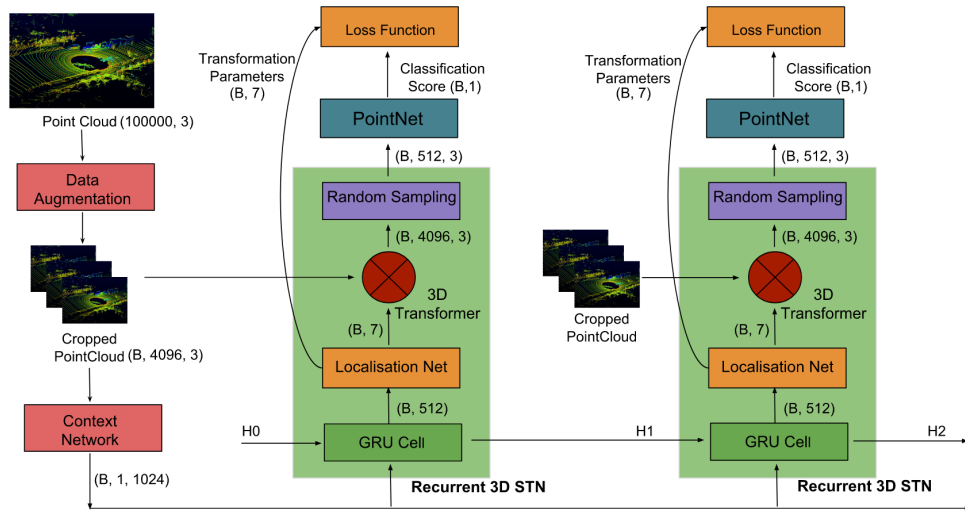 Point Cloud (100000, 3)
Data
Augmentation
Cropped
PointCloud (B, 4096, 3)
Context
Network
(B, 1, 1024)
Loss Function
Transformation
Parameters
(B, 7)
Classification
Score (B,1)
PointNet
(B, 512, 3)
Random Sampling
(B, 4096, 3)
3D
Transformer
(B, 7)
Localisation Net
(B, 512)
H0
GRU Cell
Recurrent 3D STN
H1
Loss Function
Transformation
Parameters
(B, 7)
Classification
Score (B,1)
PointNet
(B, 512, 3)
Random Sampling
(B, 4096, 3)
Cropped
PointCloud
3D
Transformer
(B, 7)
Localisation Net
(B, 512)
GRU Cell
H2
Recurrent 3D STN